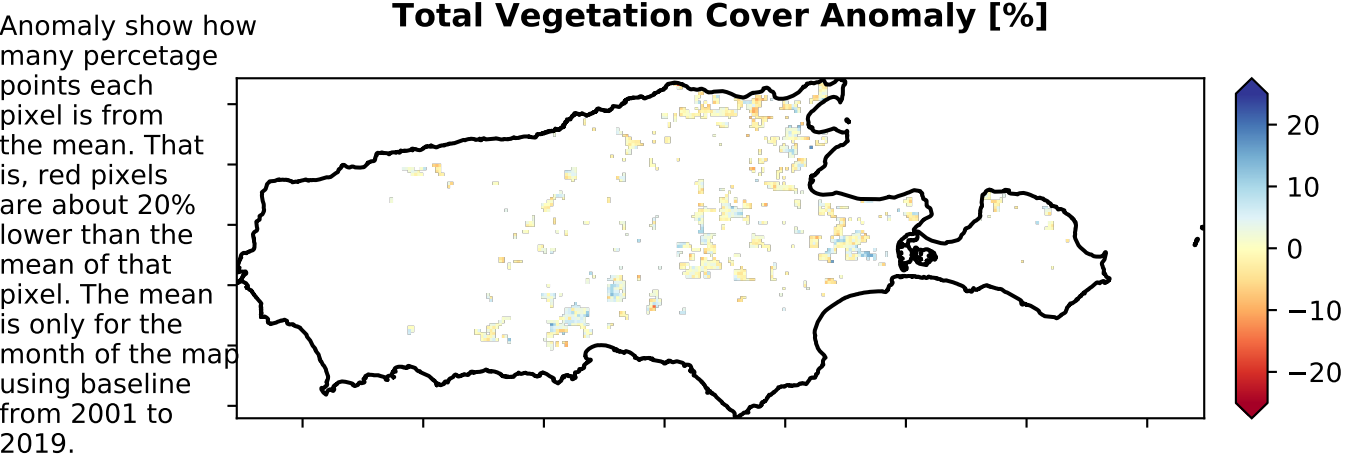 Total Vegetation Cover Anomaly [%]
Anomaly show how
many percetage
points each
pixel is from
the mean. That
is, red pixels
are about 20%
lower than the
mean of that
pixel. The mean
is only for the
month of the map
using baseline
from 2001 to
2019.
20
10
0
−10
−20